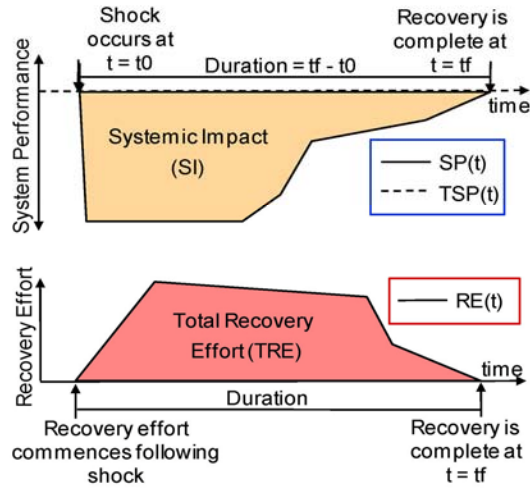 Shock
occurs at
t = t0
Recovery is
complete at
t = tf
Duration = tf - t0
time
System Performance
Systemic Impact
(SI)
SP(t)
TSP(t)
Recovery Effort
Total Recovery
Effort (TRE)
RE(t)
time
Duration
Recovery effort
commences following
shock
Recovery is
complete at
t = tf